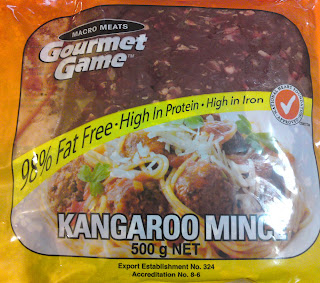 MACRO MEATS
Gourmet
Game™
98% Fat Free · High In Protein · High in Iron
KANGAROO MINCE
500 g NET
Export Establishment No. 324
Accreditation No. 8-6